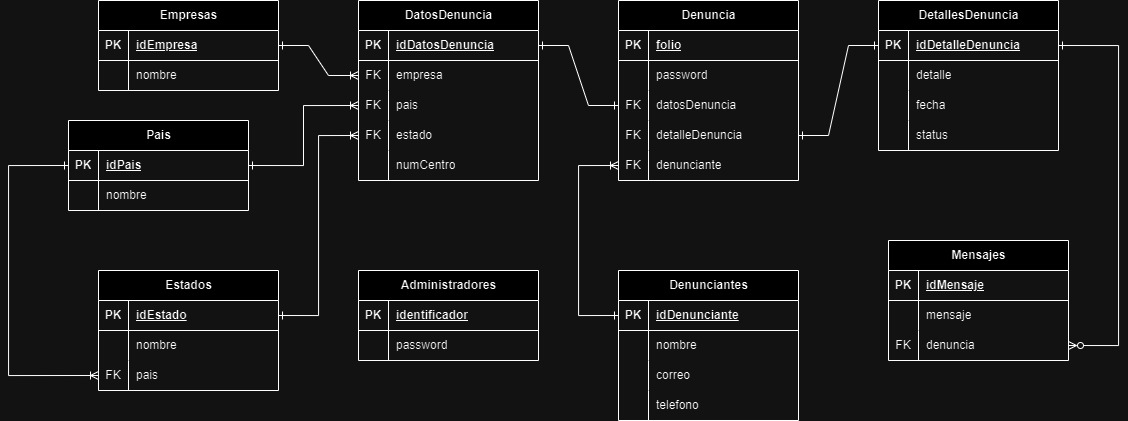 Empresas
PK idEmpresa
nombre
DatosDenuncia
PK idDatosDenuncia
FK empresa
FK pais
FK estado
numCentro
Denuncia
PK folio
password
FK datosDenuncia
FK detalleDenuncia
FK denunciante
DetallesDenuncia
PK idDetalleDenuncia
detalle
fecha
status
Pais
PK idPais
nombre
Estados
PK idEstado
nombre
FK pais
Administradores
PK identificador
password
Denunciantes
PK idDenunciante
nombre
correo
telefono
Mensajes
PK idMensaje
mensaje
FK denuncia